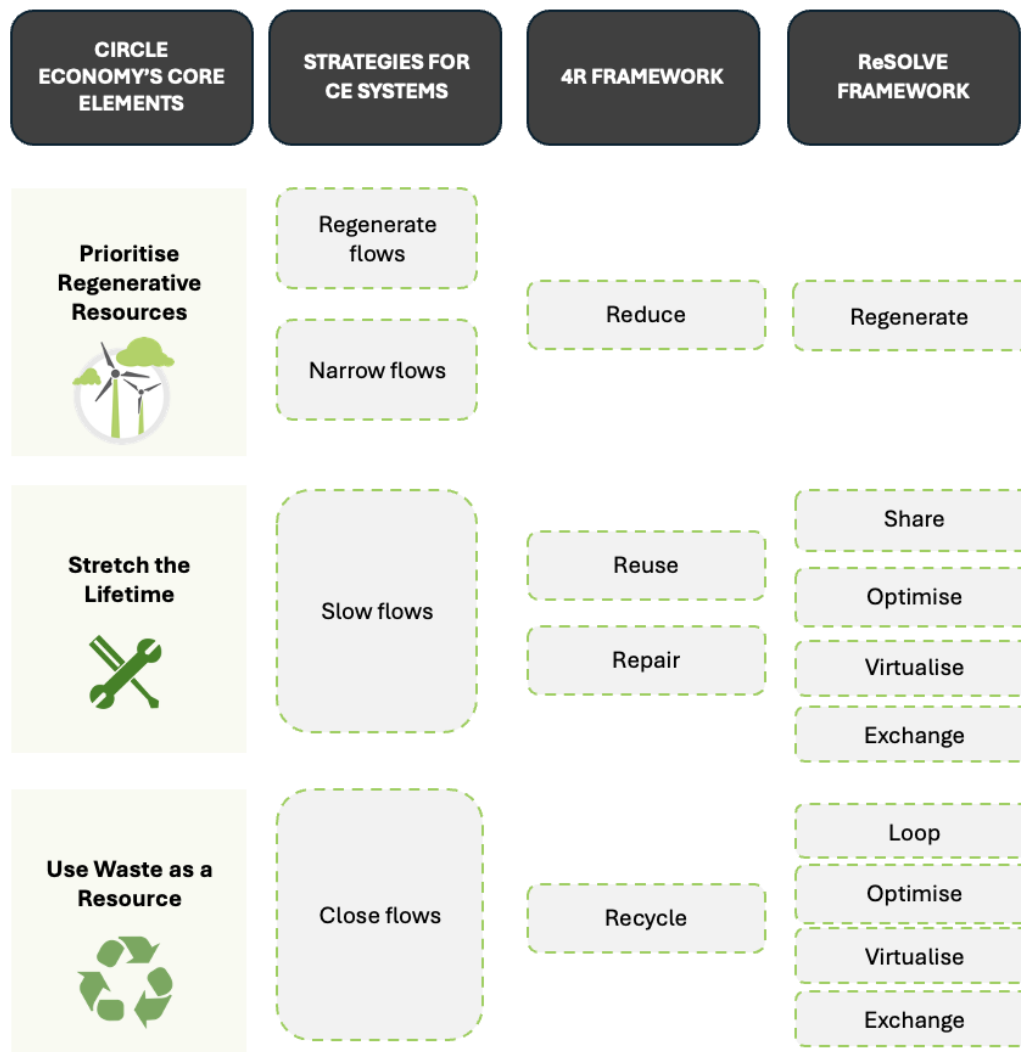 CIRCLE
ECONOMY'S CORE
ELEMENTS
STRATEGIES FOR
CE SYSTEMS
4R FRAMEWORK
ReSOLVE
FRAMEWORK
Prioritise
Regenerative
Resources
Regenerate
flows
Narrow flows
Reduce
Regenerate
Stretch the
Lifetime
Slow flows
Reuse
Repair
Share
Optimise
Virtualise
Exchange
Use Waste as a
Resource
Close flows
Recycle
Loop
Optimise
Virtualise
Exchange